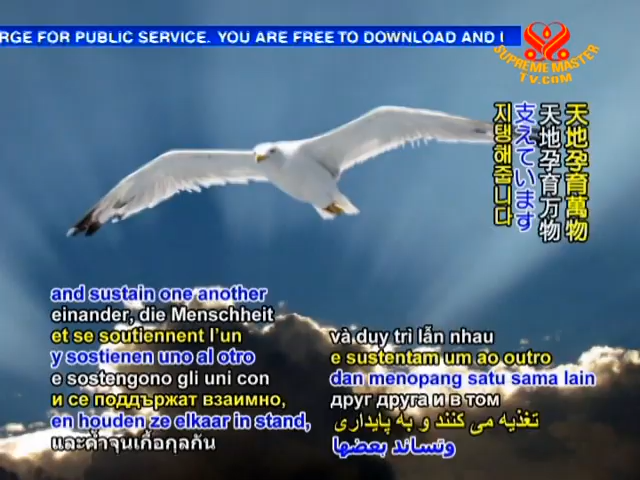 RGE FOR PUBLIC SERVICE. YOU ARE FREE TO DOWNLOAD AND U
SUPREME MASTER
TV.COM
天地孕育萬物
天地孕育万物
支えています
지탱해줍니다
and sustain one another
einander, die Menschheit
et se soutiennent l'un
y sostienen uno al otro
e sostengono gli uni con
и се поддържат взаимно,
en houden ze elkaar in stand,
และค้ำจุนเกื้อกูลกัน
và duy trì lẫn nhau
e sustentam um ao outro
dan menopang satu sama lain
друг друга и в том
تغذیه می کنند و به پایداری
وتساند بعضها